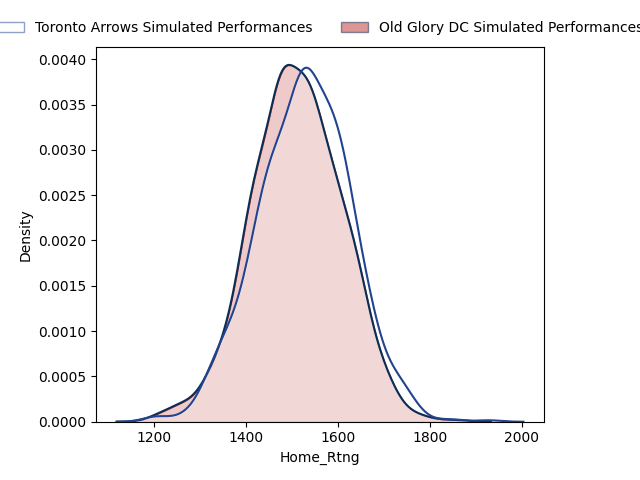 Toronto Arrows Simulated Performances
Old Glory DC Simulated Performances
0.0040
0.0035
0.0030
0.0025
0.0020
0.0015
0.0010
0.0005
0.0000
Density
1200 1400 1600 1800 2000
Home_Rtng